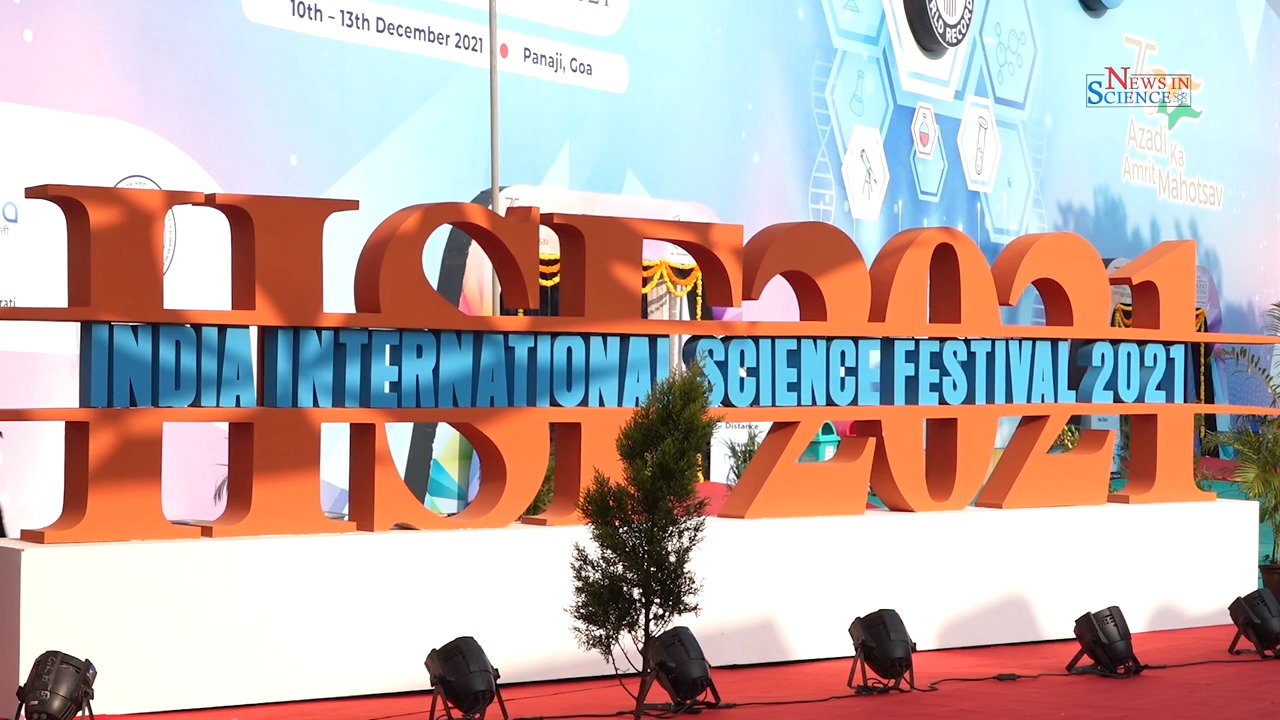 10th – 13th December 2021 Panaji, Goa
NEWS IN
SCIENCE
Azadi
Ka
Amrit
Mahotsav
IISF2021
INDIA INTERNATIONAL SCIENCE FESTIVAL 2021
Distance